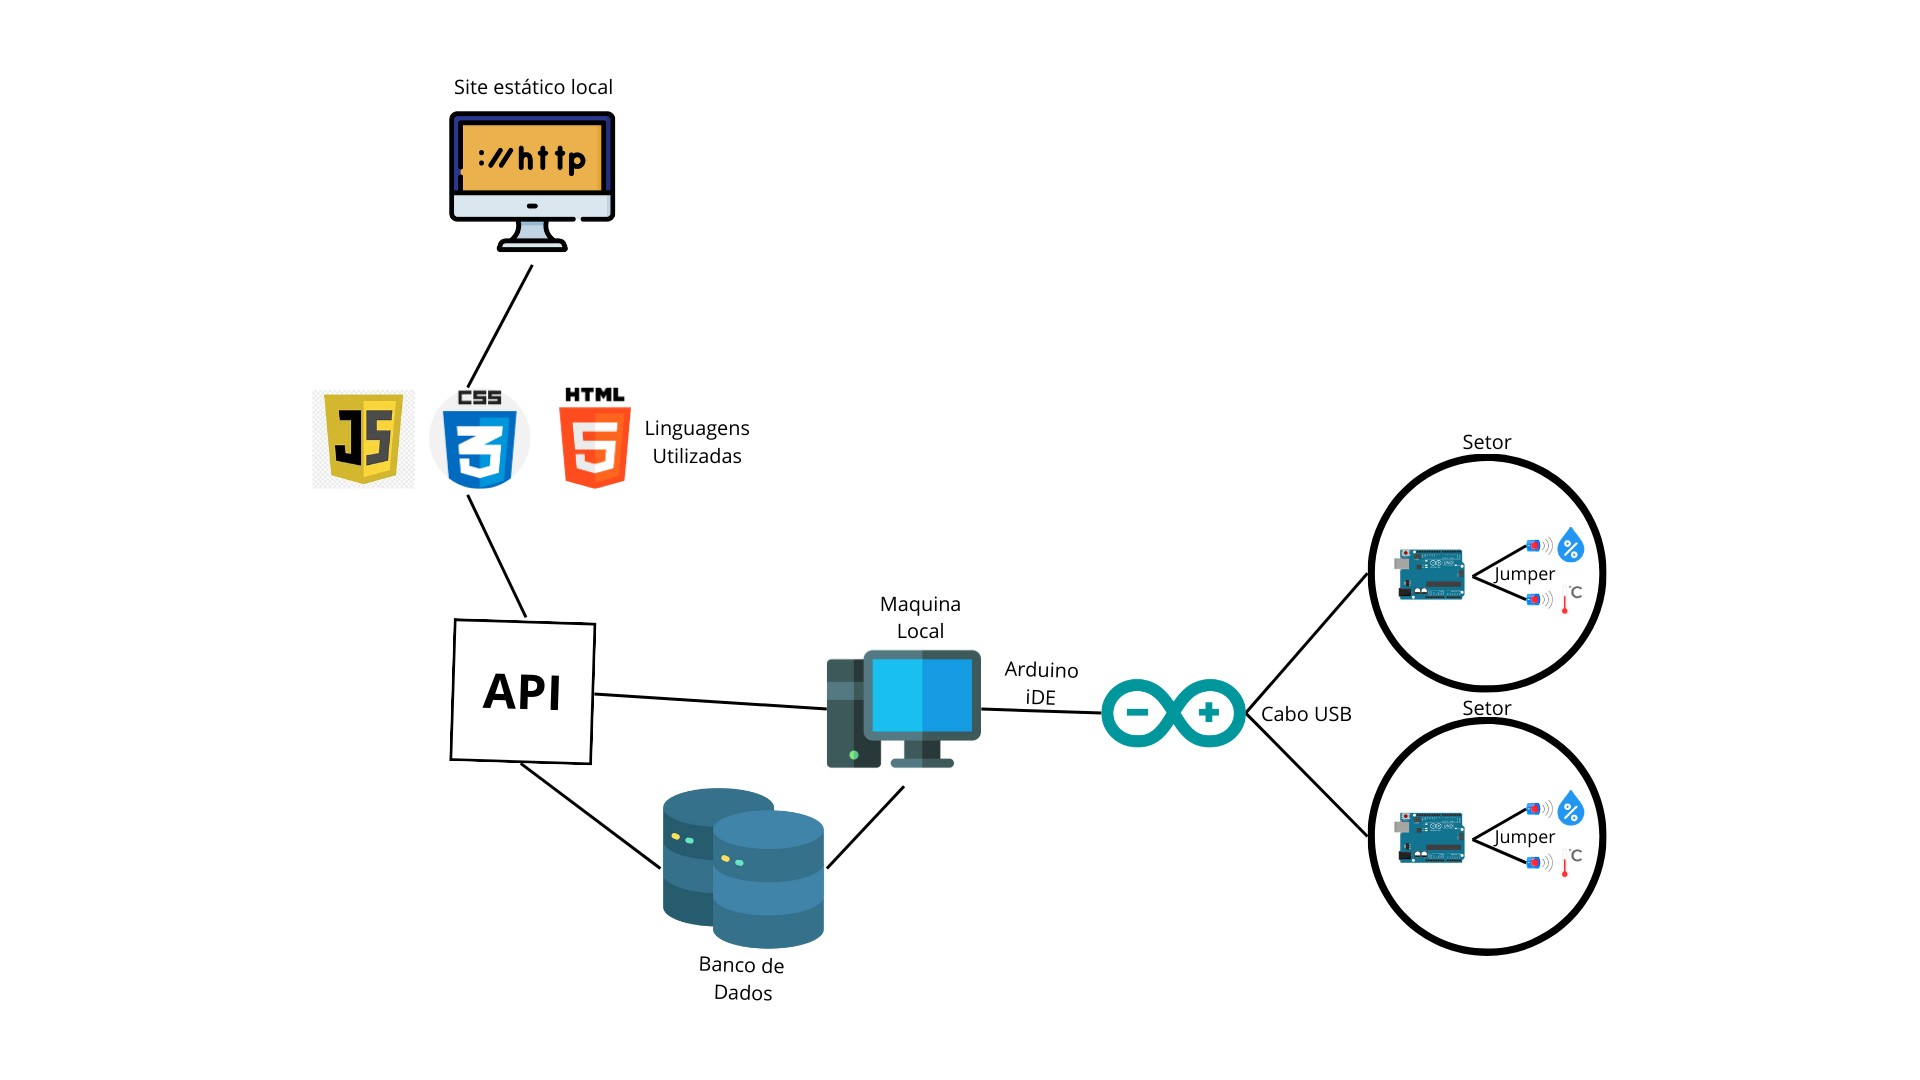 Site estático local
://http
JS
CSS
3
HTML
5
Linguagens
Utilizadas
API
Maquina
Local
Arduino
iDE
Cabo USB
Banco de
Dados
Setor
%
Jumper
°C
Setor
%
Jumper
°C